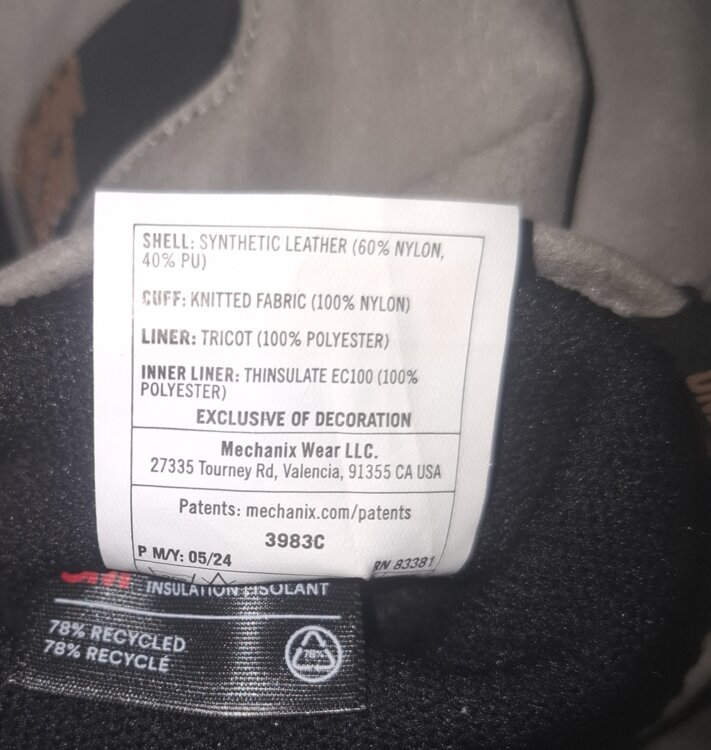 SHELL: SYNTHETIC LEATHER (60% NYLON,
40% PU)
CUFF: KNITTED FABRIC (100% NYLON)
LINER: TRICOT (100% POLYESTER)
INNER LINER: THINSULATE EC100 (100%
POLYESTER)
EXCLUSIVE OF DECORATION
Mechanix Wear LLC.
27335 Tourney Rd, Valencia, 91355 CA USA
Patents: mechanix.com/patents
3983C
P M/Y: 05/24
RN 83381
INSULATION | ISOLANT
78% RECYCLED
78% RECYCLÉ
78%